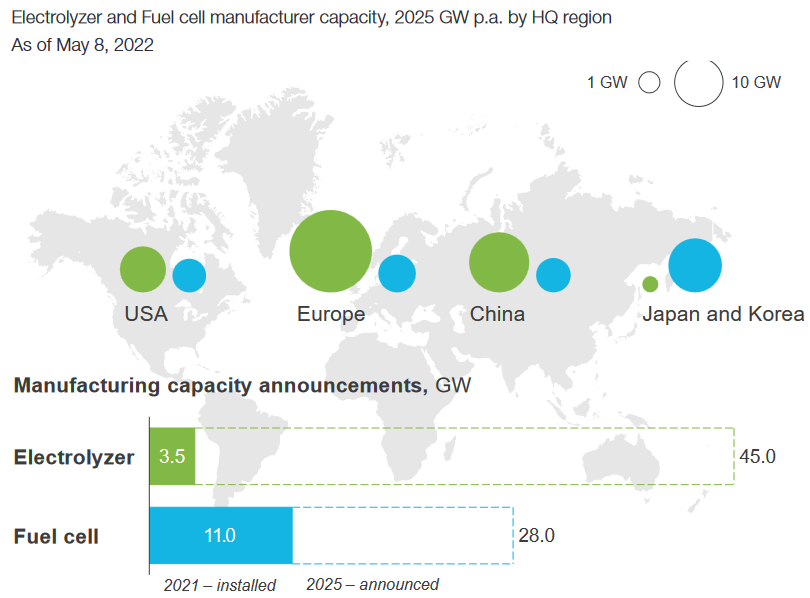 Electrolyzer and Fuel cell manufacturer capacity, 2025 GW p.a. by HQ region
As of May 8, 2022
1 GW 10 GW
USA Europe China Japan and Korea
Manufacturing capacity announcements, GW
Electrolyzer 3.5 45.0
Fuel cell 11.0 28.0
2021 – installed 2025 – announced